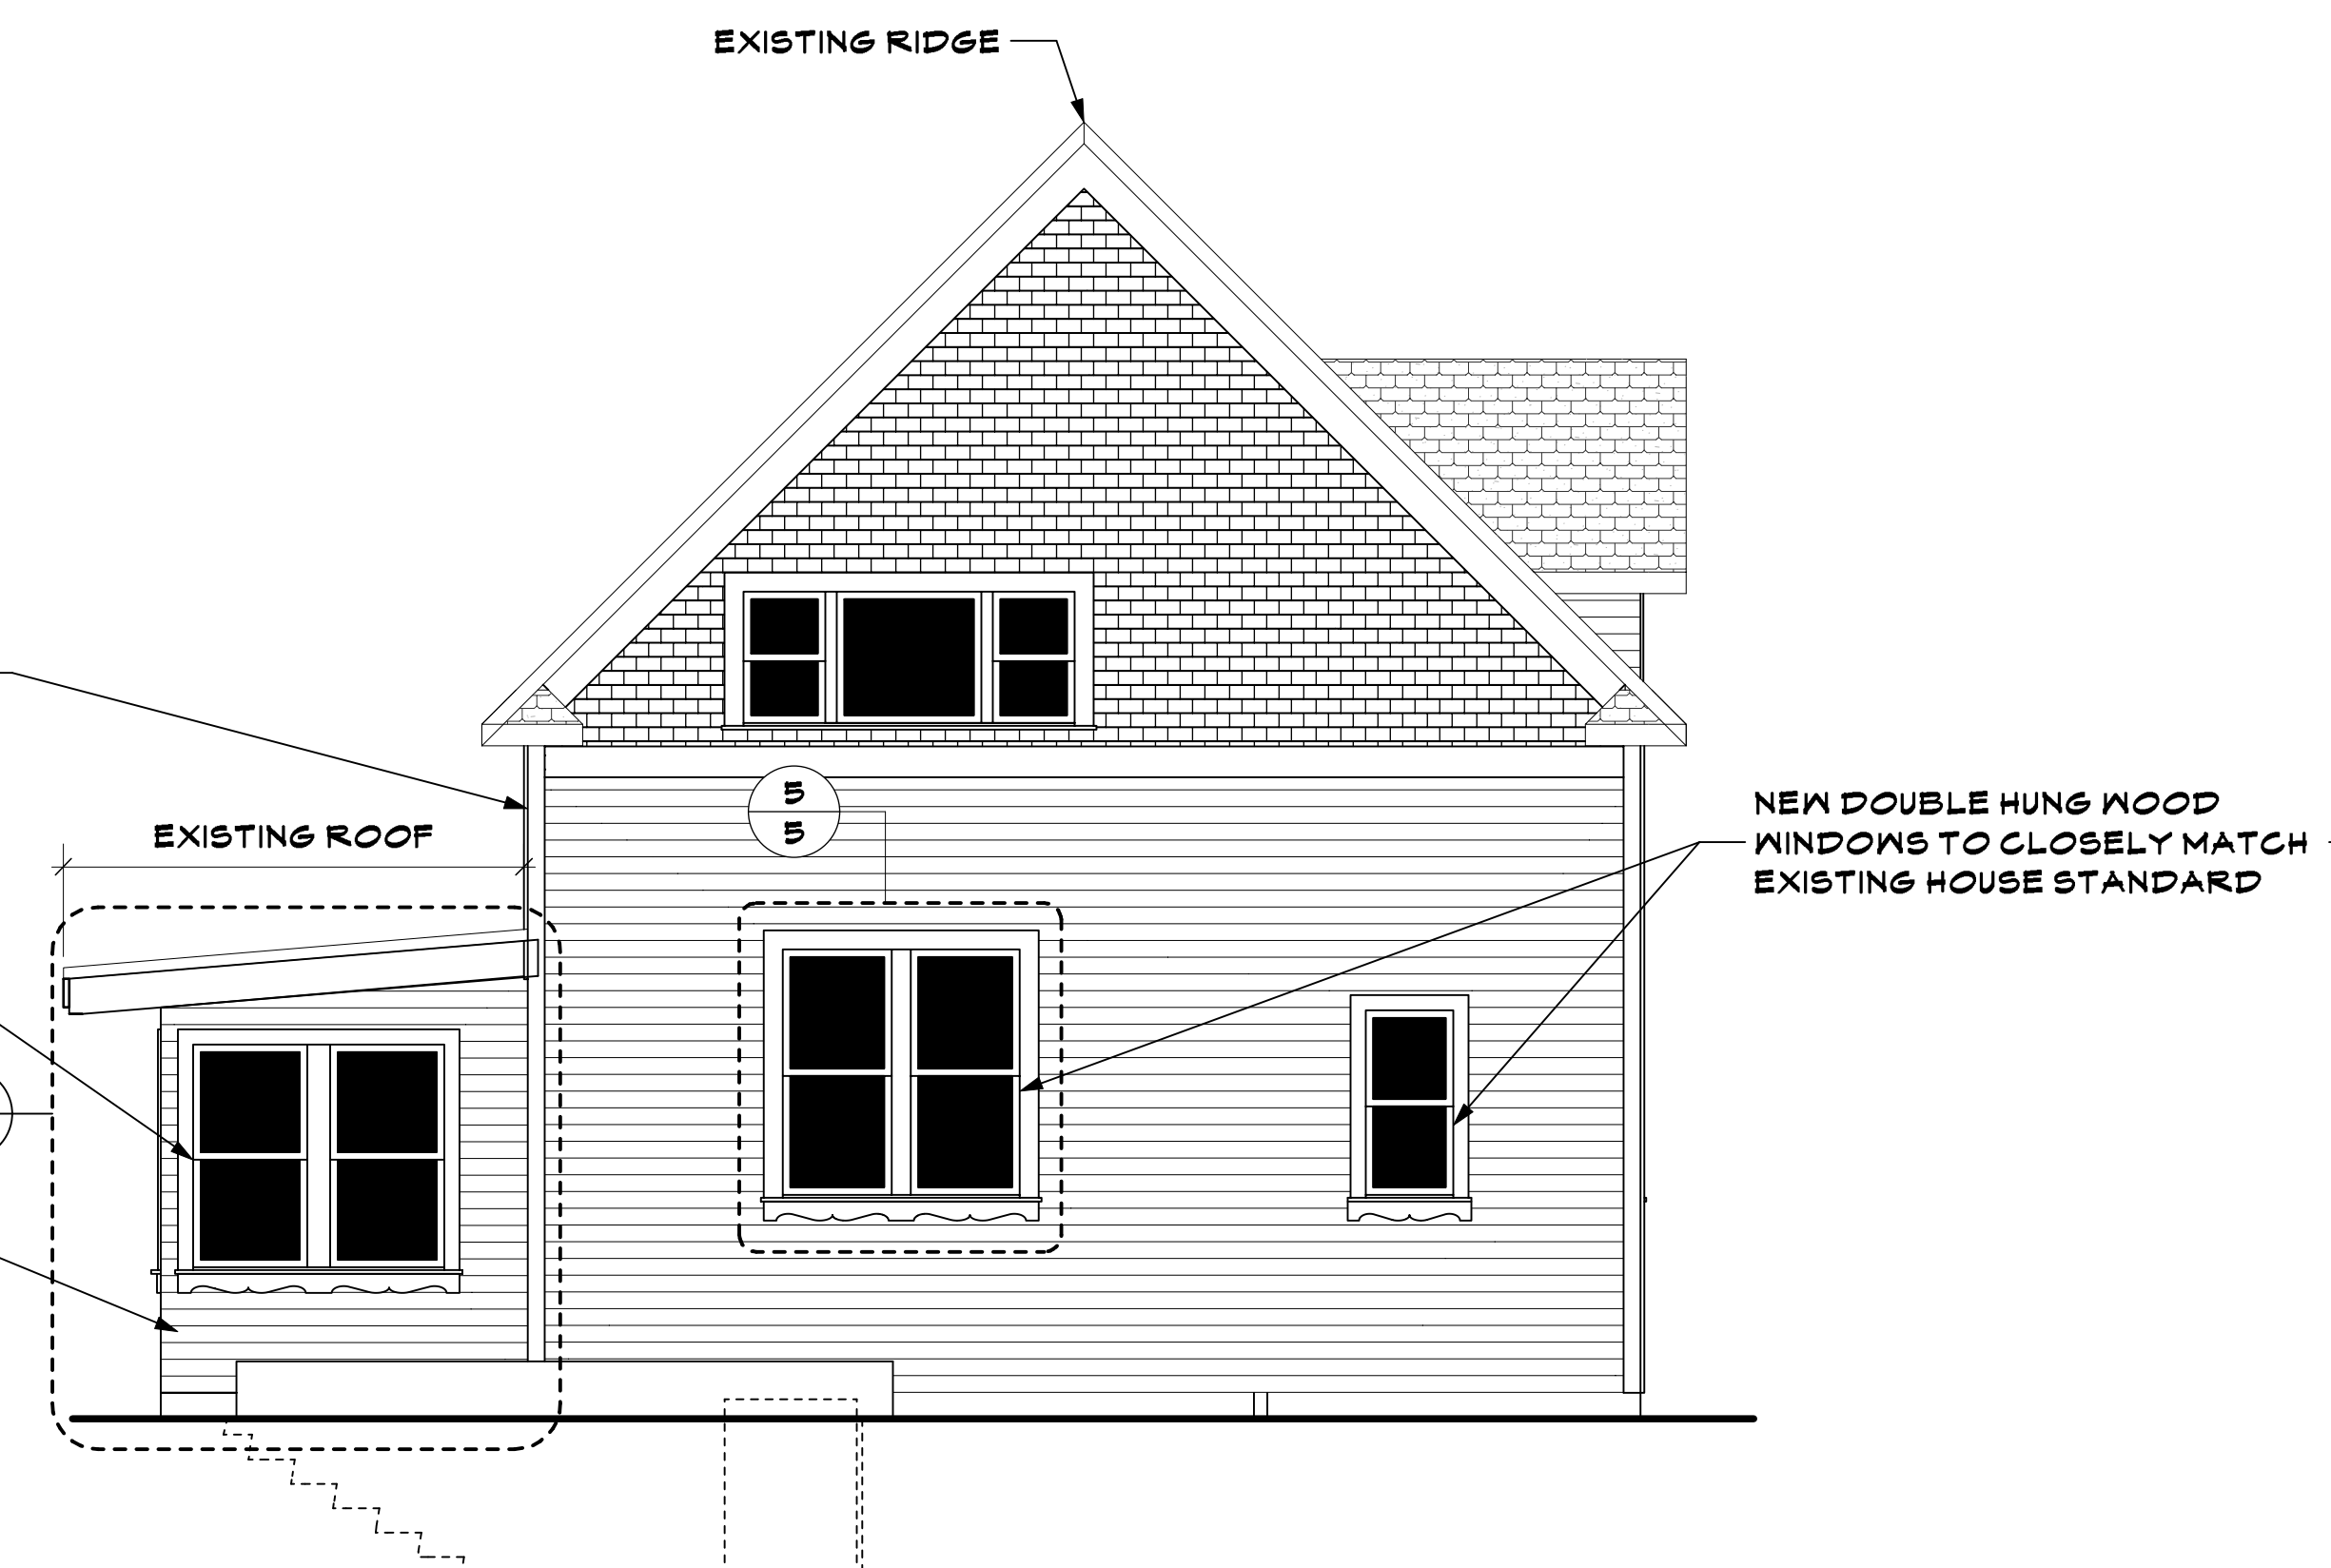 EXISTING RIDGE
5
5
EXISTING ROOF
NEW DOUBLE HUNG WOOD
WINDOWS TO CLOSELY MATCH
EXISTING HOUSE STANDARD